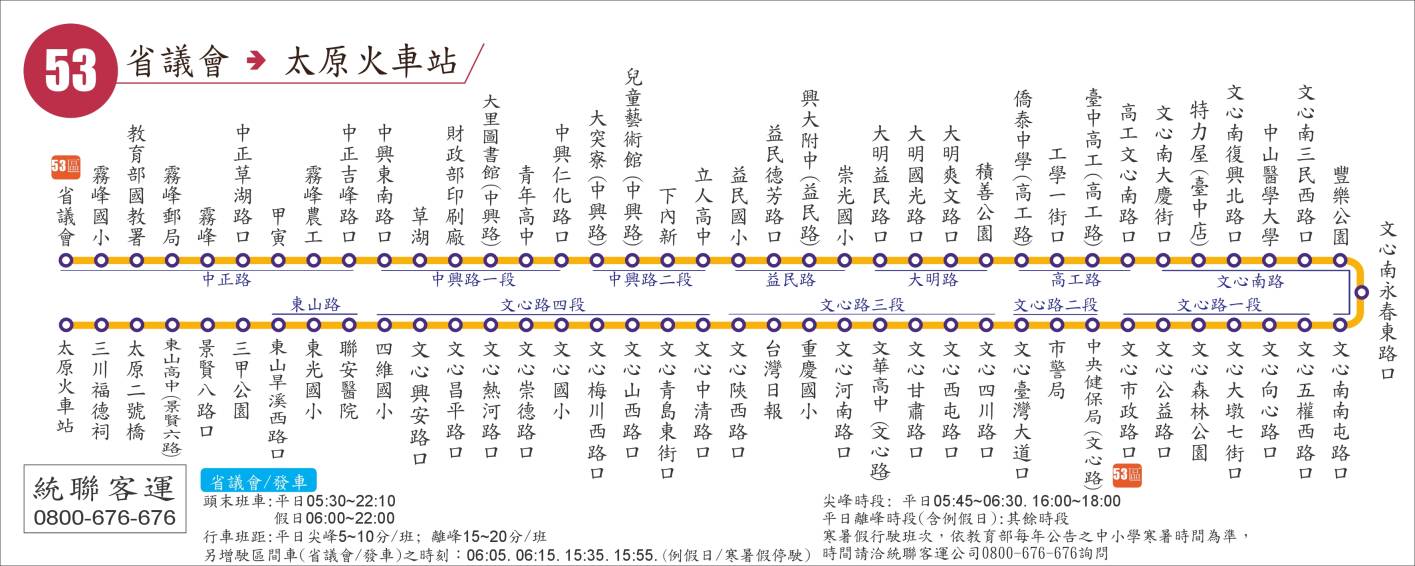 53 省議會 → 太原火車站
53區
省議會
霧峰國小
教育部國教署
霧峰郵局
霧峰
中正草湖路口
甲寅
霧峰農工
中正吉峰路口
中興東南路口
草湖
財政部印刷廠
大里圖書館(中興路)
青年高中
中興仁化路口
大突寮(中興路)
兒童藝術館(中興路)
下內新
立人高中
益民國小
益民德芳路口
興大附中(益民路)
崇光國小
大明益民路口
大明國光路口
大明爽文路口
積善公園
僑泰中學(高工路)
工學一街口
臺中高工(高工路)
高工文心南路口
文心南大慶街口
特力屋(臺中店)
文心南復興北路口
中山醫學大學
文心南三民西路口
豐樂公園
文心南永春東路口
中正路
中興路一段
中興路二段
益民路
大明路
高工路
文心南路
東山路
文心路四段
文心路三段
文心路二段
文心路一段
太原火車站
三川福德祠
太原二號橋
東山高中(景賢六路)
景賢八路口
三甲公園
東山旱溪西路口
東光國小
聯安醫院
四維國小
文心興安路口
文心昌平路口
文心熱河路口
文心崇德路口
文心國小
文心梅川西路口
文心山西路口
文心青島東街口
文心中清路口
文心陝西路口
台灣日報
重慶國小
文心河南路口
文華高中(文心路)
文心甘肅路口
文心西屯路口
文心四川路口
文心臺灣大道口
市警局
中央健保局(文心路)
文心市政路口
53區
文心公益路口
文心森林公園
文心大墩七街口
文心向心路口
文心五權西路口
文心南南屯路口
統聯客運
0800-676-676
省議會/發車
頭末班車:平日05:30~22:10
假日06:00~22:00
行車班距:平日尖峰5~10分/班; 離峰15~20分/班
另增駛區間車(省議會/發車)之時刻：06:05. 06:15. 15:35. 15:55.(例假日/寒暑假停駛)
尖峰時段: 平日05:45~06:30. 16:00~18:00
平日離峰時段(含例假日):其餘時段
寒暑假行駛班次，依教育部每年公告之中小學寒暑時間為準，
時間請洽統聯客運公司0800-676-676詢問